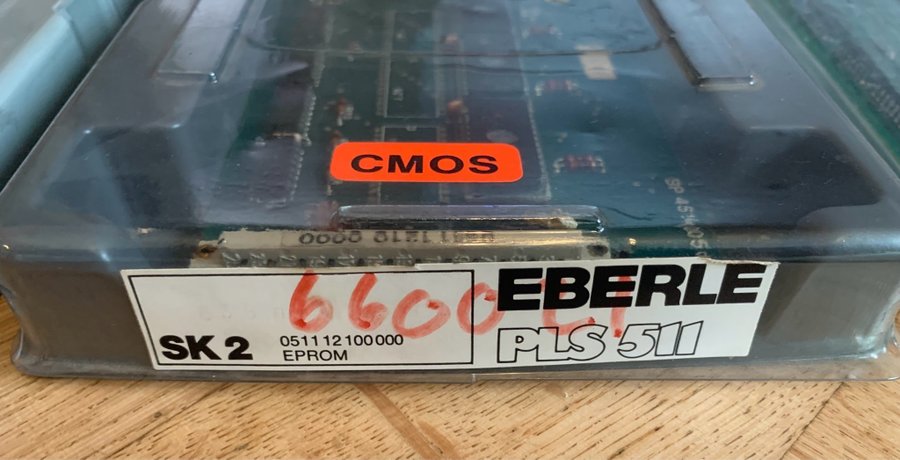 CMOS
EBERLE
6600
SK 2
051112100000
EPROM
PLS 511